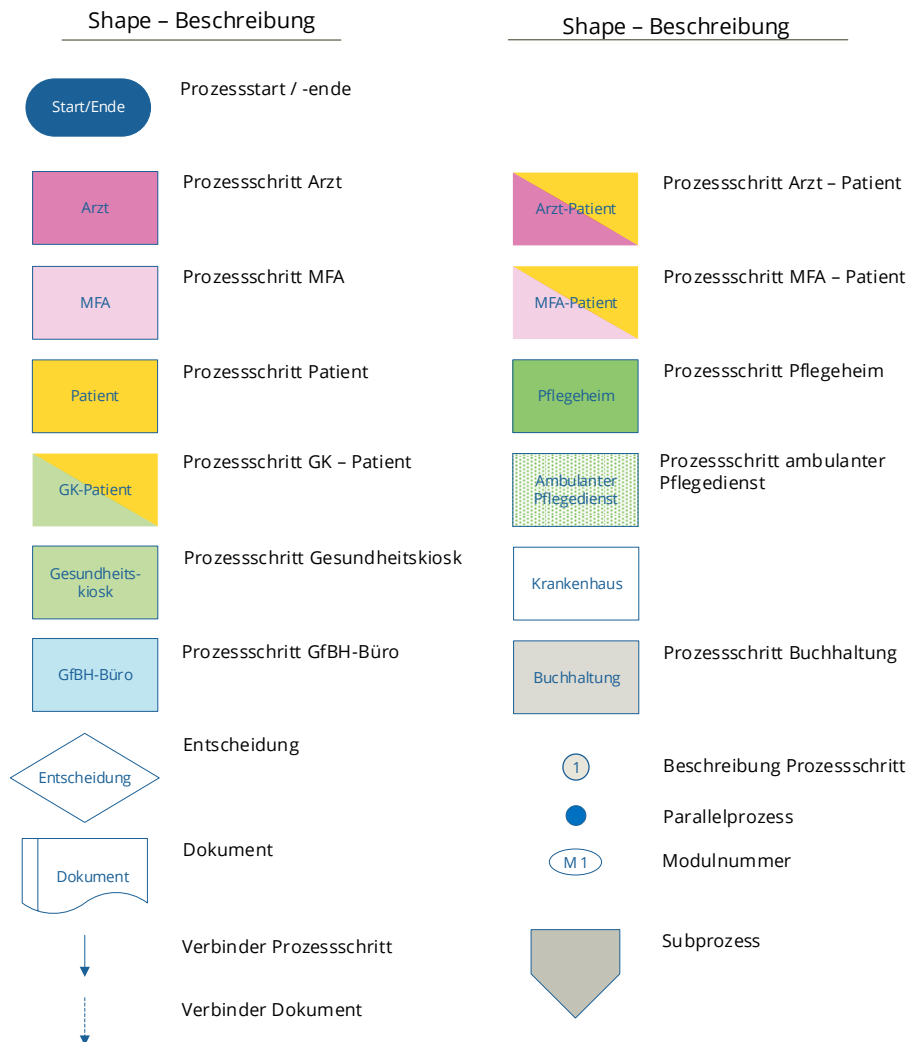 Shape – Beschreibung
Start/Ende
Prozessstart / -ende
Arzt
Prozessschritt Arzt
MFA
Prozessschritt MFA
Patient
Prozessschritt Patient
GK-Patient
Prozessschritt GK – Patient
Gesundheits-
kiosk
Prozessschritt Gesundheitskiosk
GfBH-Büro
Prozessschritt GfBH-Büro
Entscheidung
Entscheidung
Dokument
Dokument
Verbinder Prozessschritt
Verbinder Dokument
Shape – Beschreibung
Arzt-Patient
Prozessschritt Arzt – Patient
MFA-Patient
Prozessschritt MFA – Patient
Pflegeheim
Prozessschritt Pflegeheim
Ambulanter
Pflegedienst
Prozessschritt ambulanter
Pflegedienst
Krankenhaus
Buchhaltung
Prozessschritt Buchhaltung
1
Beschreibung Prozessschritt
Parallelprozess
M 1
Modulnummer
Subprozess